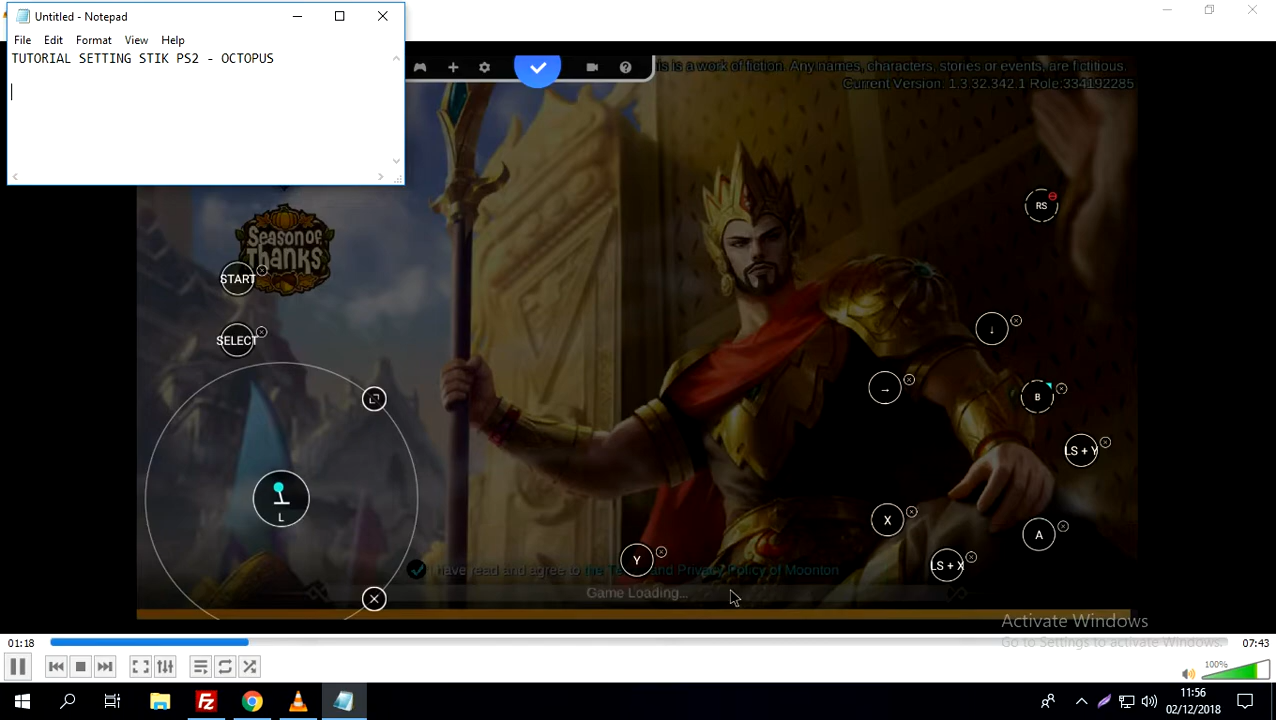 Untitled - Notepad
File Edit Format View Help
TUTORIAL SETTING STIK PS2 - OCTOPUS
is is a work of fiction. Any names, characters, stories or events, are fictitious.
Current Version: 1.3.32.342.1 Role:334192285
RS
Season of Thanks
START
↓
SELECT
→
B
LS + Y
L
X
A
Y
LS + X
I have read and agree to the Te and Privacy Policy of Moonton
Game Loading...
Activate Windows
Go to Settings to activate Windows.
01:18
07:43
100%
11:56
02/12/2018